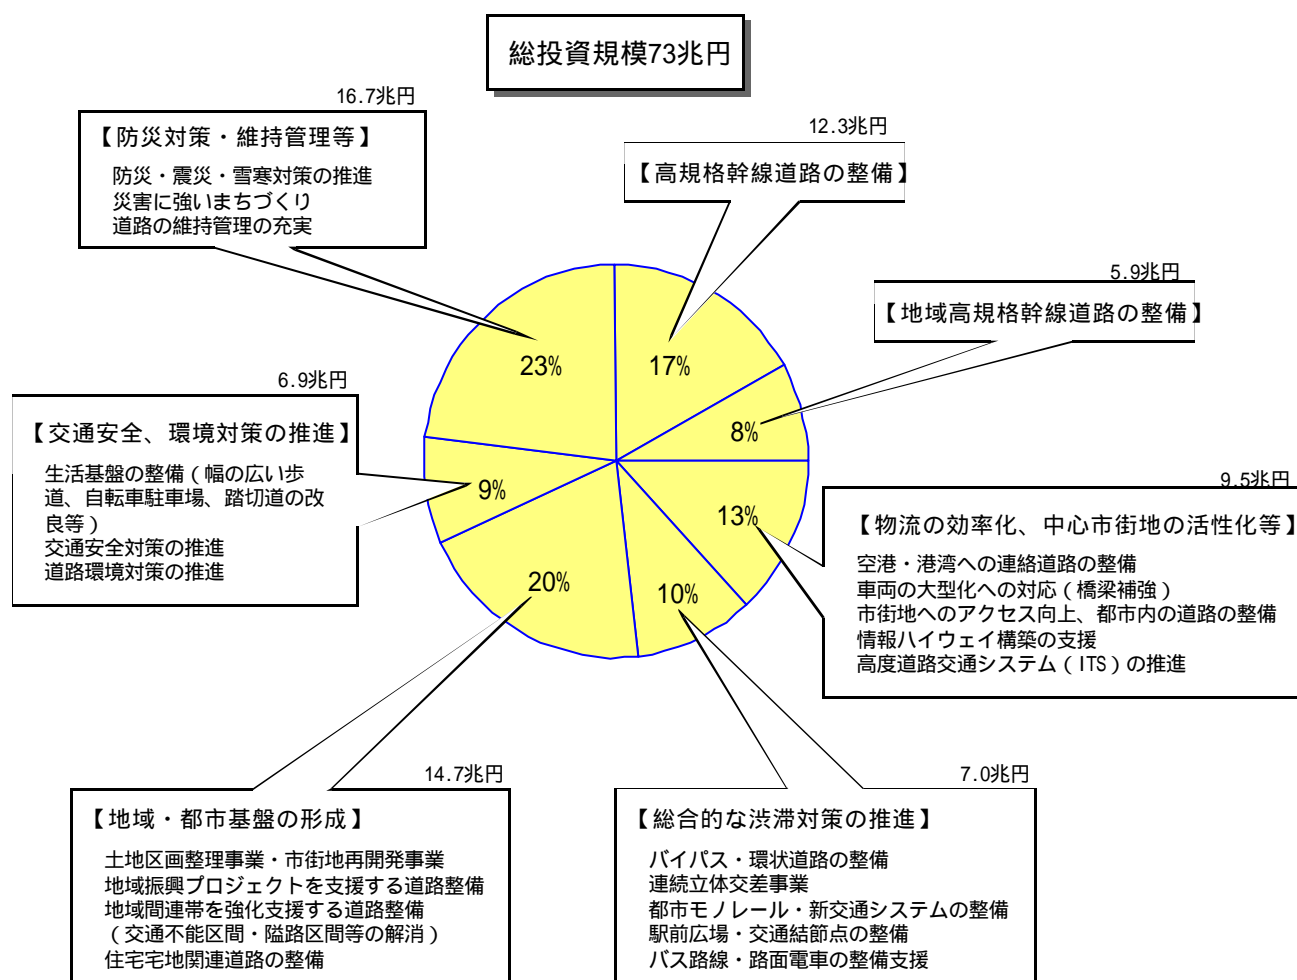 総投資規模73兆円
16.7兆円
【防災対策・維持管理等】
防災・震災・雪寒対策の推進
災害に強いまちづくり
道路の維持管理の充実
12.3兆円
【高規格幹線道路の整備】
5.9兆円
【地域高規格幹線道路の整備】
23%
17%
8%
6.9兆円
【交通安全、環境対策の推進】
生活基盤の整備（幅の広い歩
道、自転車駐車場、踏切道の改
良等）
交通安全対策の推進
道路環境対策の推進
9%
13%
9.5兆円
【物流の効率化、中心市街地の活性化等】
空港・港湾への連絡道路の整備
車両の大型化への対応（橋梁補強）
市街地へのアクセス向上、都市内の道路の整備
情報ハイウェイ構築の支援
高度道路交通システム（ITS）の推進
20%
10%
14.7兆円
【地域・都市基盤の形成】
土地区画整理事業・市街地再開発事業
地域振興プロジェクトを支援する道路整備
地域間連帯を強化支援する道路整備
（交通不能区間・隘路区間等の解消）
住宅宅地関連道路の整備
7.0兆円
【総合的な渋滞対策の推進】
バイパス・環状道路の整備
連続立体交差事業
都市モノレール・新交通システムの整備
駅前広場・交通結節点の整備
バス路線・路面電車の整備支援